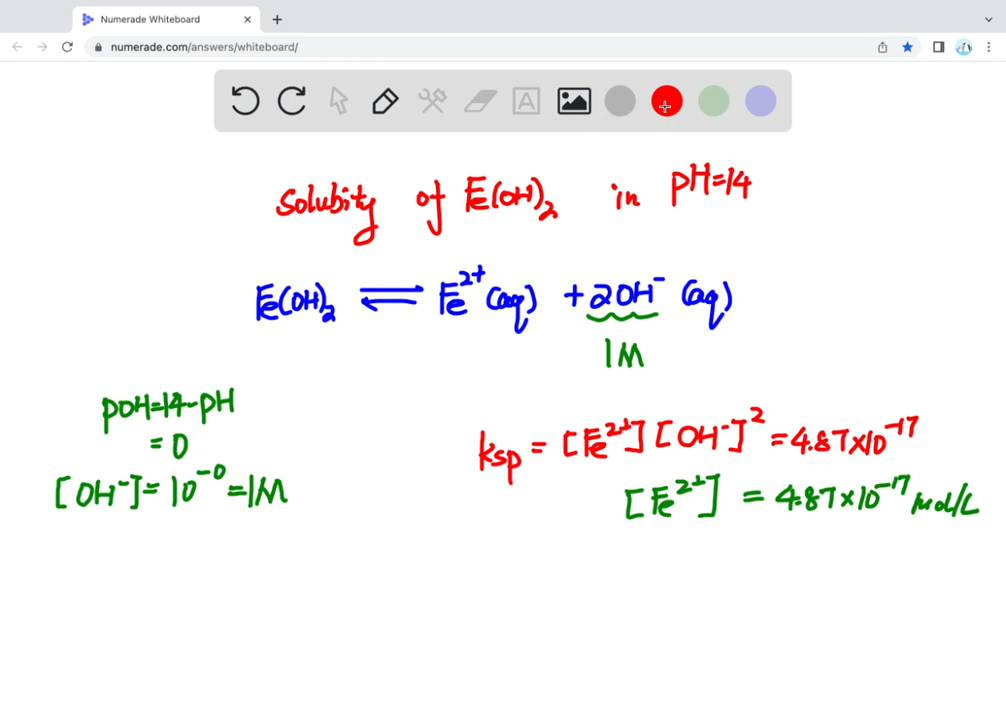 Numerade Whiteboard
numerade.com/answers/whiteboard/
A
Solubity of Fe(OH)₂ in pH=14
Fe(OH)₂ ⇌ Fe²⁺(aq) + 2OH⁻ (aq)
1M
pOH=14-pH
= 0
[OH⁻]= 10⁻⁰ =1M
ksp = [Fe²⁺][OH⁻]² = 4.87×10⁻¹⁷
[Fe²⁺] = 4.87×10⁻¹⁷ mol/L